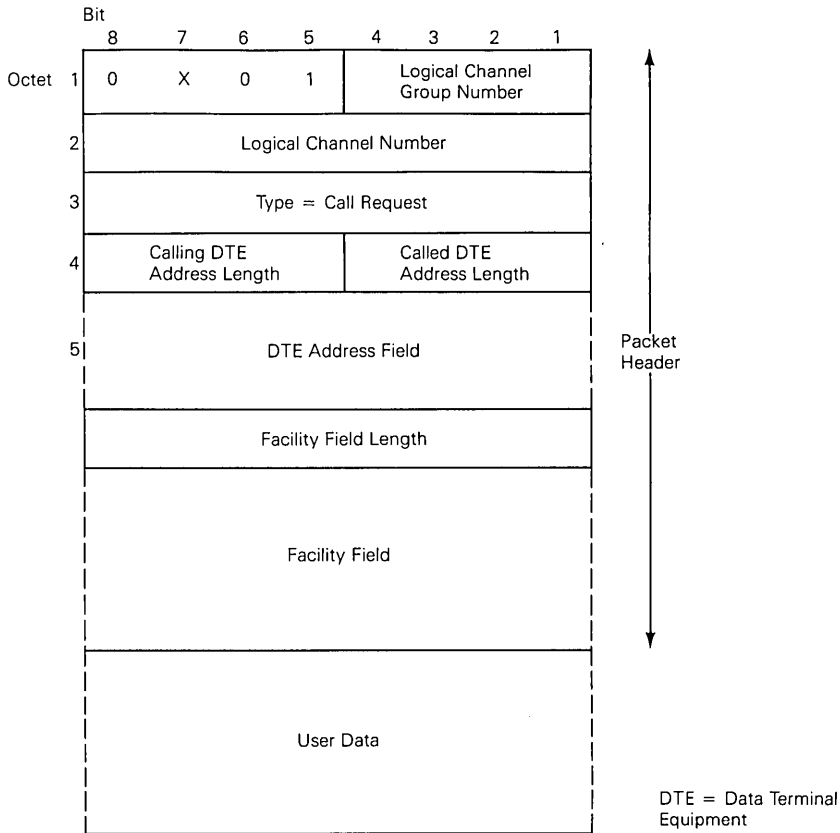 Bit
8 7 6 5 4 3 2 1
Octet 1 0 X 0 1 Logical Channel
Group Number
2 Logical Channel Number
3 Type = Call Request
4 Calling DTE
Address Length
Called DTE
Address Length
5 DTE Address Field
Packet
Header
Facility Field Length
Facility Field
User Data
DTE = Data Terminal
Equipment